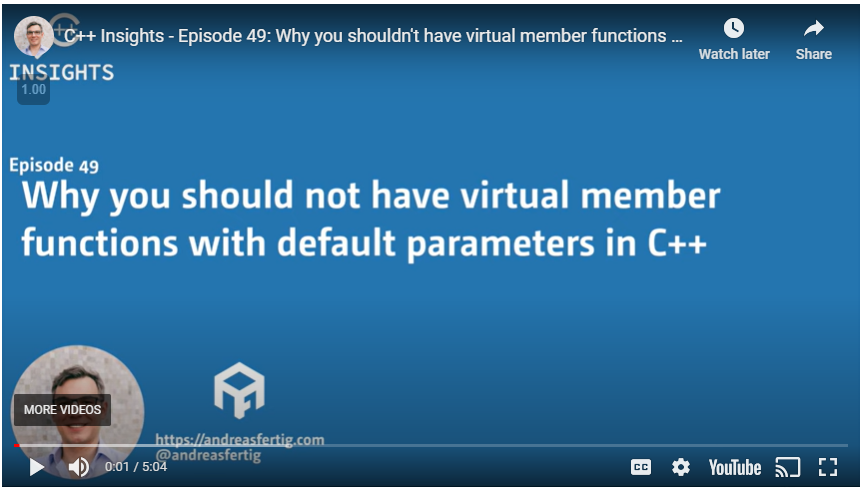 C++ Insights - Episode 49: Why you shouldn't have virtual member functions ...
Watch later
Share
C++
INSIGHTS
1.00
Episode 49
Why you should not have virtual member
functions with default parameters in C++
MORE VIDEOS
https://andreasfertig.com
@andreasfertig
0:01 / 5:04
CC
YouTube